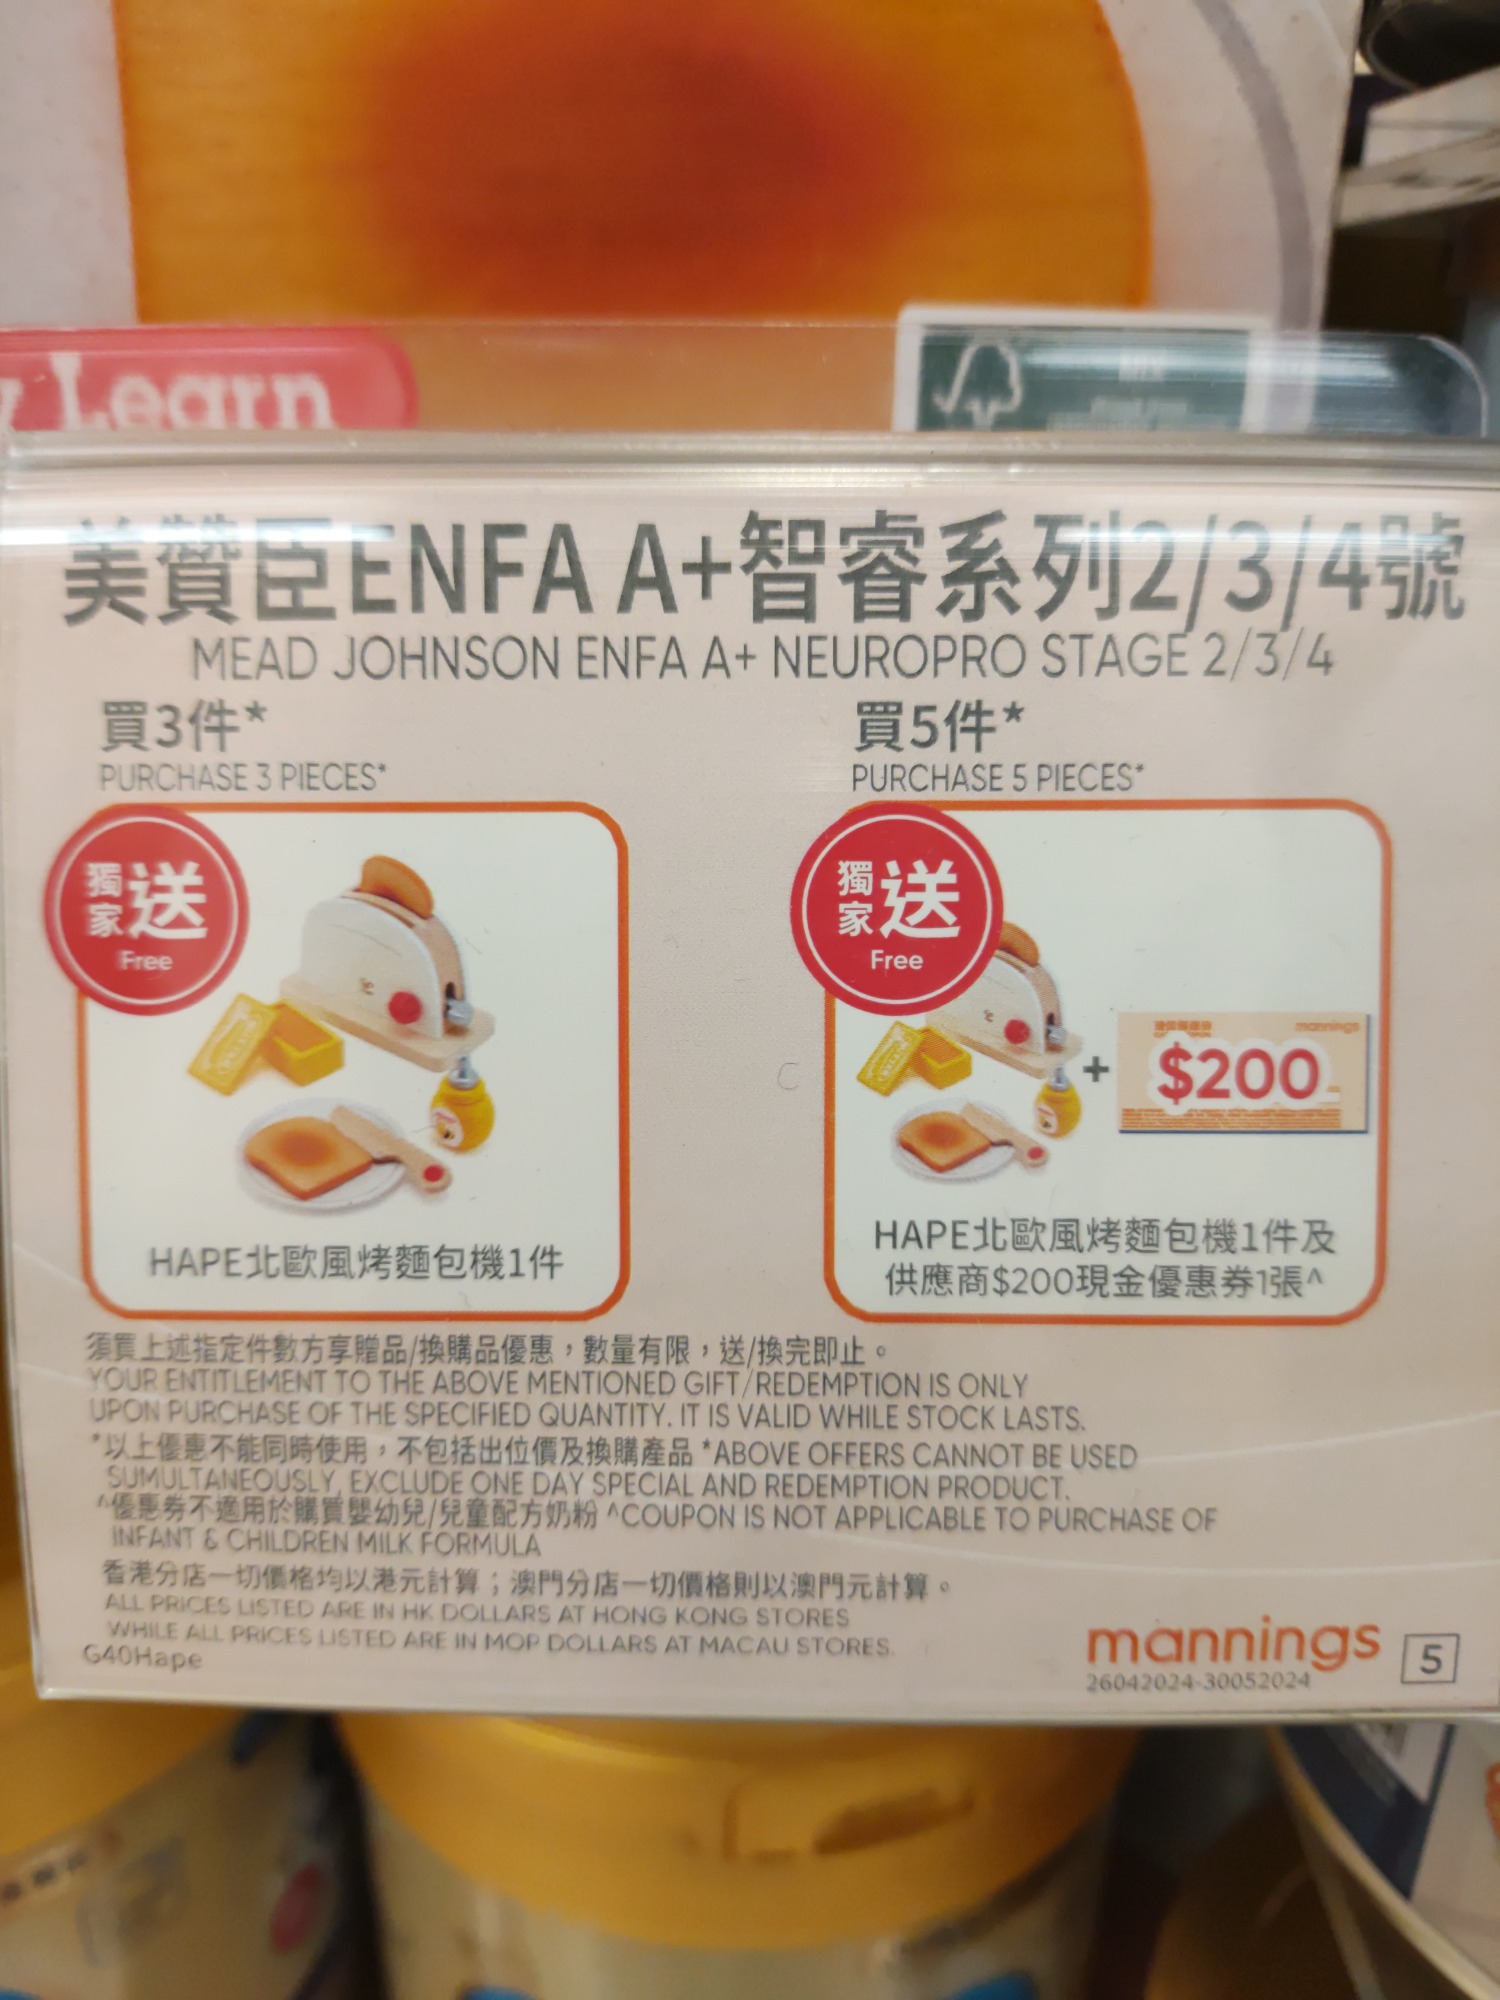 y Learn
美贊臣ENFA A+智睿系列2/3/4號
MEAD JOHNSON ENFA A+ NEUROPRO STAGE 2/3/4
買3件*
PURCHASE 3 PIECES*
獨家送
Free
HAPE北歐風烤麵包機1件
買5件*
PURCHASE 5 PIECES*
獨家送
Free
+
mannings
$200
HAPE北歐風烤麵包機1件及
供應商$200現金優惠券1張^
須買上述指定件數方享贈品/換購品優惠，數量有限，送/換完即止。
YOUR ENTITLEMENT TO THE ABOVE MENTIONED GIFT/REDEMPTION IS ONLY
UPON PURCHASE OF THE SPECIFIED QUANTITY. IT IS VALID WHILE STOCK LASTS.
*以上優惠不能同時使用，不包括出位價及換購產品 *ABOVE OFFERS CANNOT BE USED
SUMULTANEOUSLY, EXCLUDE ONE DAY SPECIAL AND REDEMPTION PRODUCT.
^優惠券不適用於購買嬰幼兒/兒童配方奶粉 ^COUPON IS NOT APPLICABLE TO PURCHASE OF
INFANT & CHILDREN MILK FORMULA
香港分店一切價格均以港元計算；澳門分店一切價格則以澳門元計算。
ALL PRICES LISTED ARE IN HK DOLLARS AT HONG KONG STORES
WHILE ALL PRICES LISTED ARE IN MOP DOLLARS AT MACAU STORES.
G40Hape
mannings
26042024-30052024
5